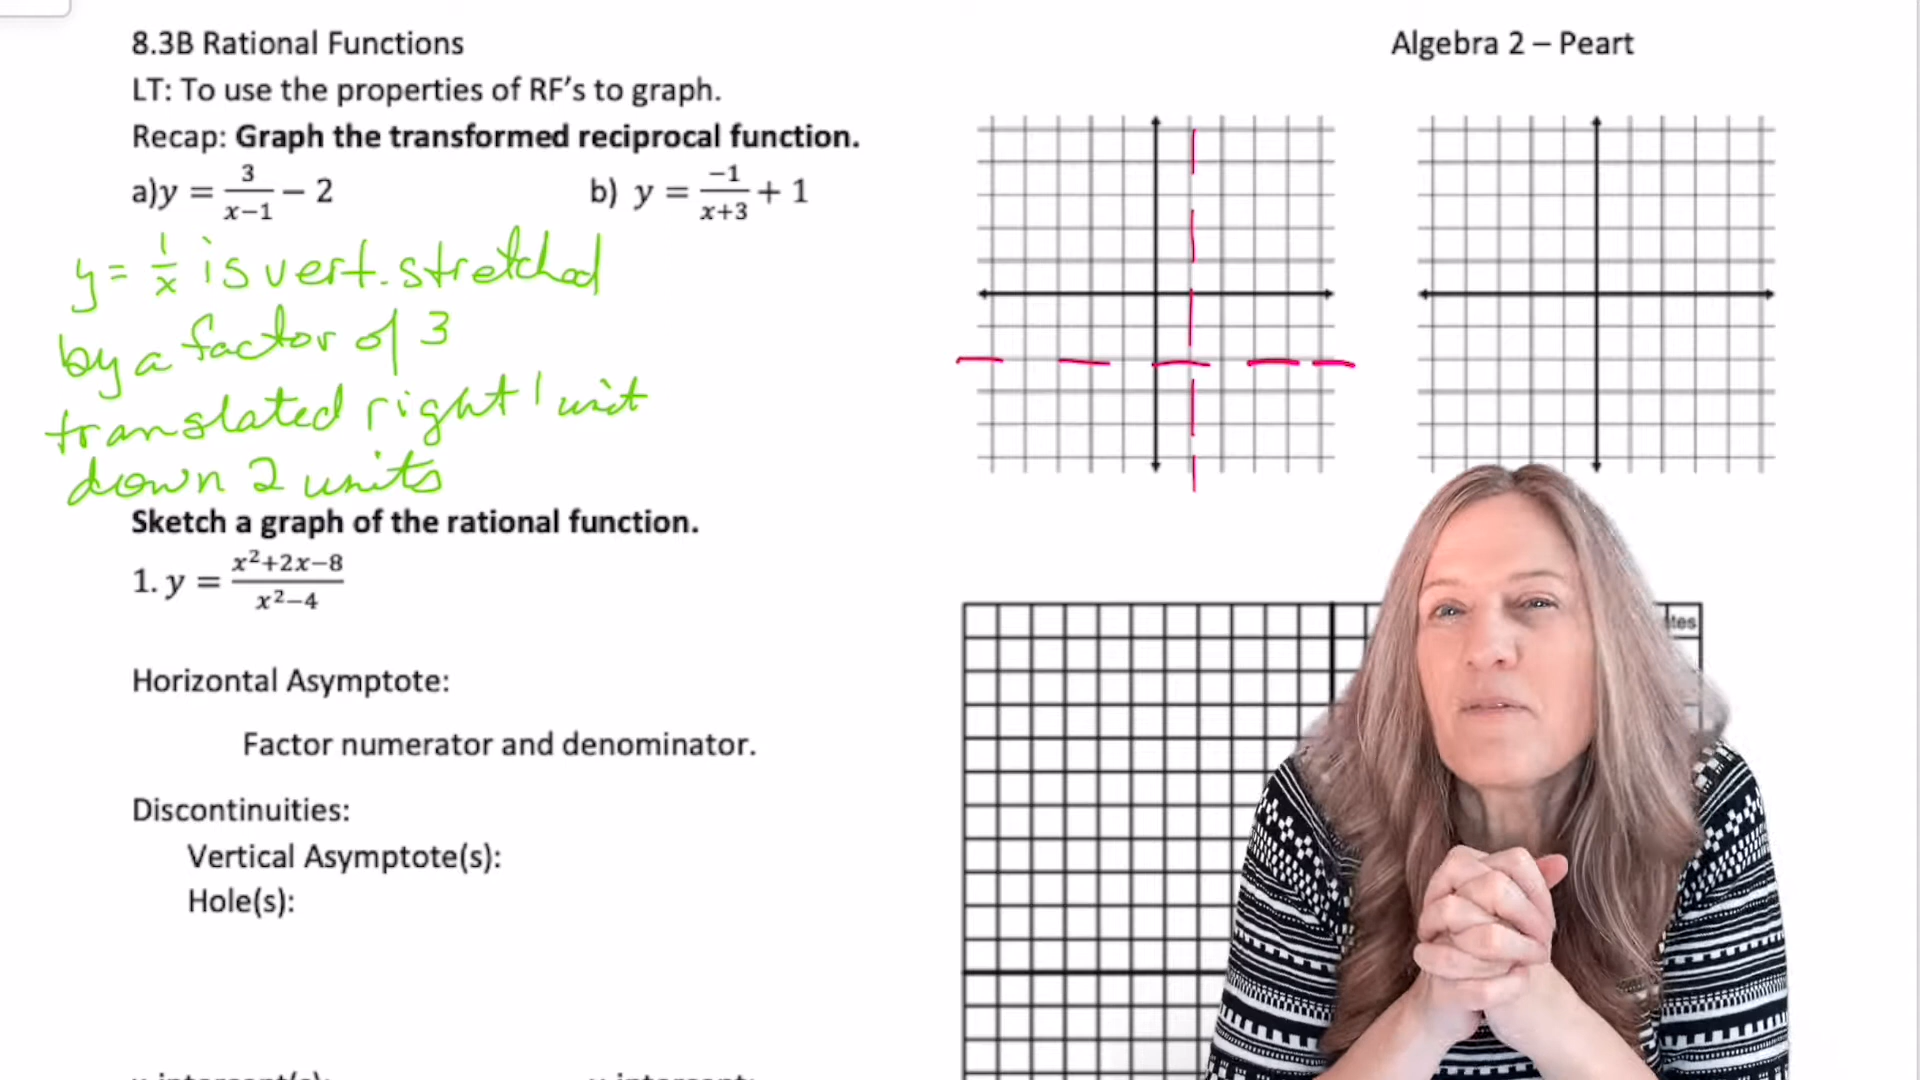 8.3B Rational Functions
Algebra 2 – Peart
LT: To use the properties of RF's to graph.
Recap: Graph the transformed reciprocal function.
a)y = 3/(x−1) − 2
b) y = −1/(x+3) + 1
y = 1/x is vert. stretched
by a factor of 3
translated right 1 unit
down 2 units
Sketch a graph of the rational function.
1. y = (x²+2x−8)/(x²−4)
Horizontal Asymptote:
Factor numerator and denominator.
Discontinuities:
Vertical Asymptote(s):
Hole(s):